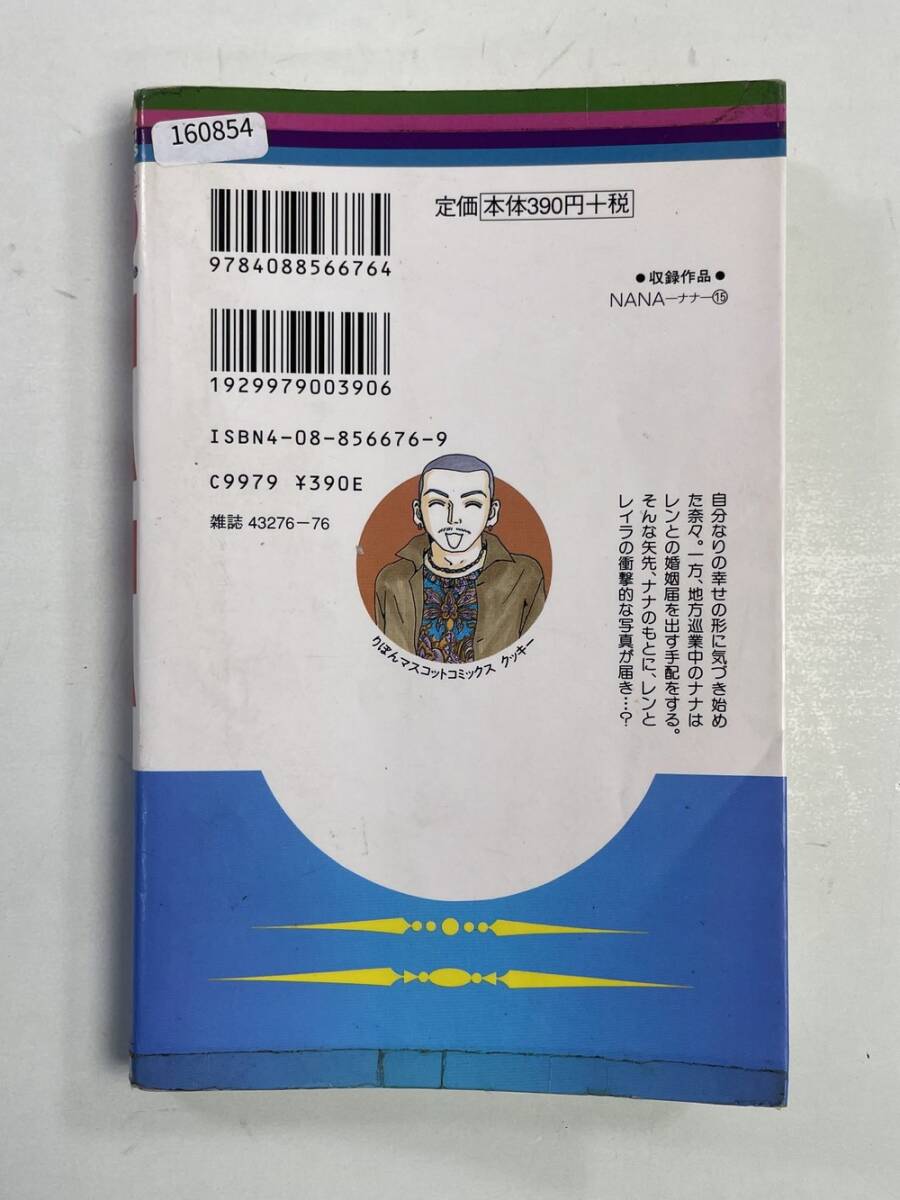 160854
定価 本体390円+税
9784088566764
●収録作品●
NANA―ナナ―⑮
1929979003906
ISBN4-08-856676-9
C9979 ¥390E
雑誌 43276-76
りぼんマスコットコミックス クッキー
自分なりの幸せの形に気づき始め
た奈々。一方、地方巡業中のナナは
レンとの婚姻届を出す手配をする。
そんな矢先、ナナのもとに、レンと
レイラの衝撃的な写真が届き…?